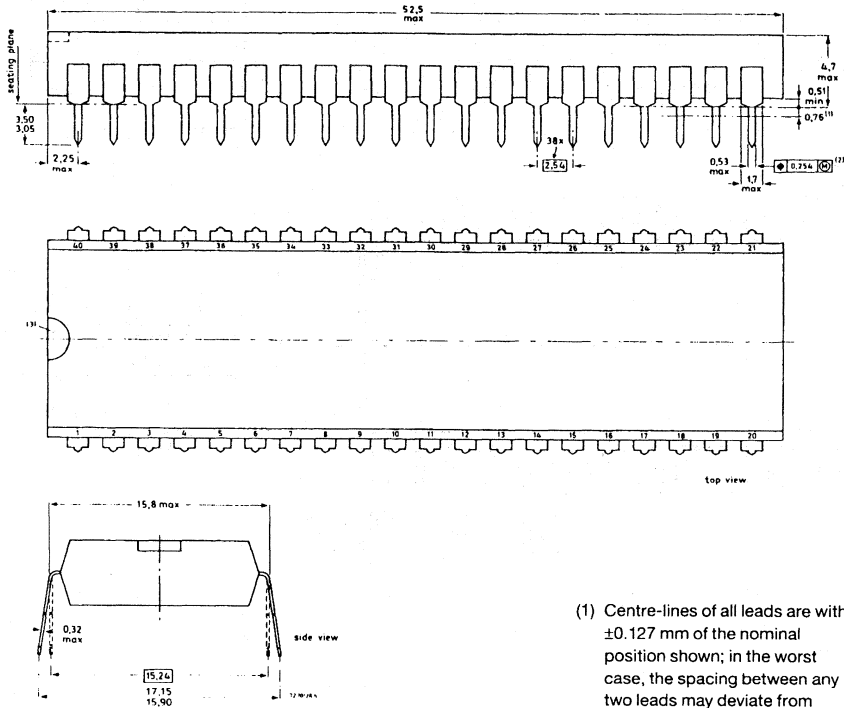 52,5
max
seating plane
4,7
max
0,51
min
0,76(1)
3,50
3,05
2,25
max
38x
2,54
0,53
max
0,254 M (2)
1,7
max
40 39 38 37 36 35 34 33 32 31 30 29 28 27 26 25 24 23 22 21
(3)
1 2 3 4 5 6 7 8 9 10 11 12 13 14 15 16 17 18 19 20
top view
15,8 max
0,32
max
side view
15,24
17,15
15,90
(1) Centre-lines of all leads are with
±0.127 mm of the nominal
position shown; in the worst
case, the spacing between any
two leads may deviate from